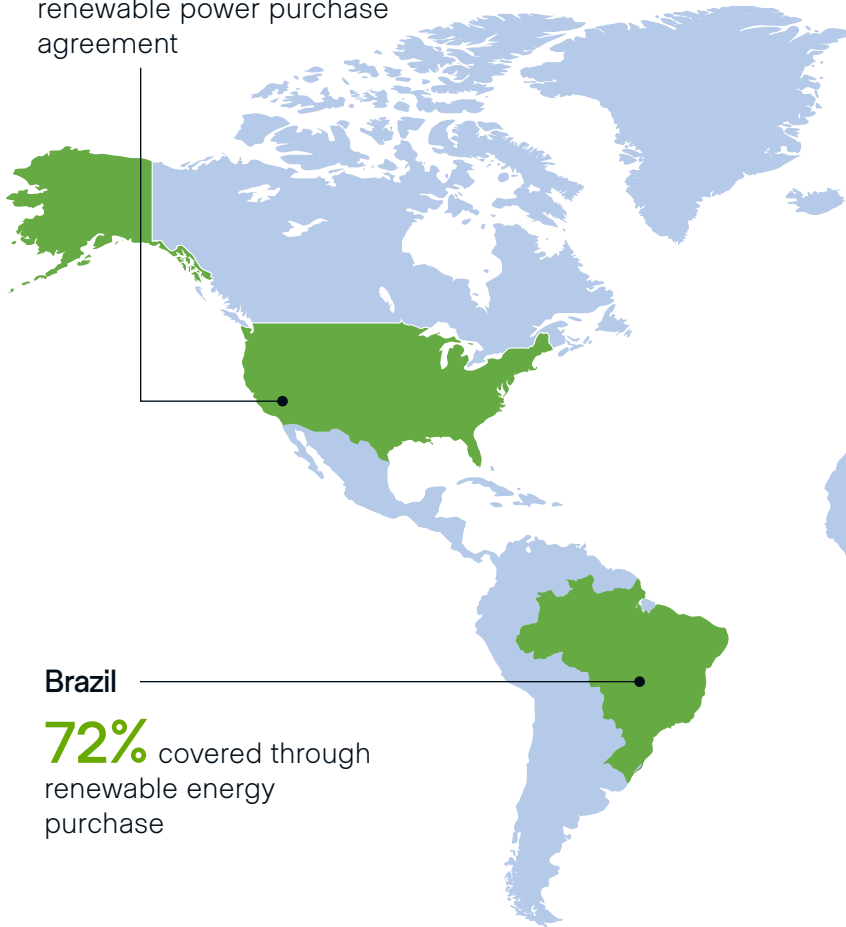 renewable power purchase
agreement
Brazil
72% covered through
renewable energy
purchase